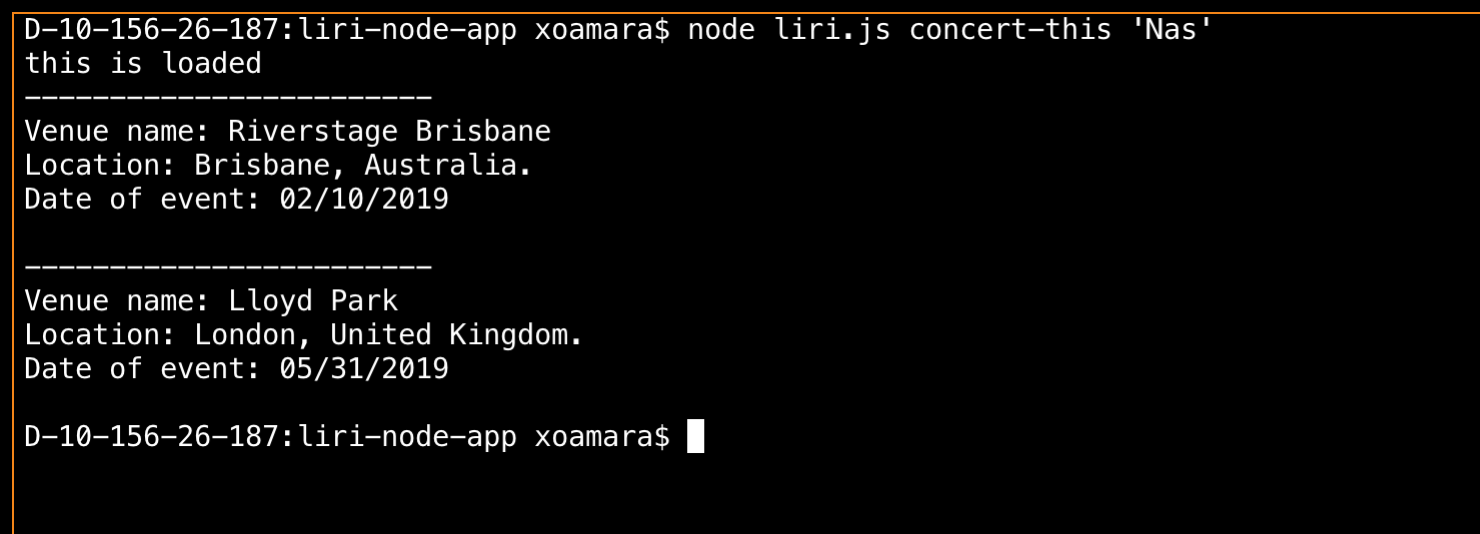 D-10-156-26-187:liri-node-app xoamara$ node liri.js concert-this 'Nas'
this is loaded
------------------------
Venue name: Riverstage Brisbane
Location: Brisbane, Australia.
Date of event: 02/10/2019
------------------------
Venue name: Lloyd Park
Location: London, United Kingdom.
Date of event: 05/31/2019
D-10-156-26-187:liri-node-app xoamara$